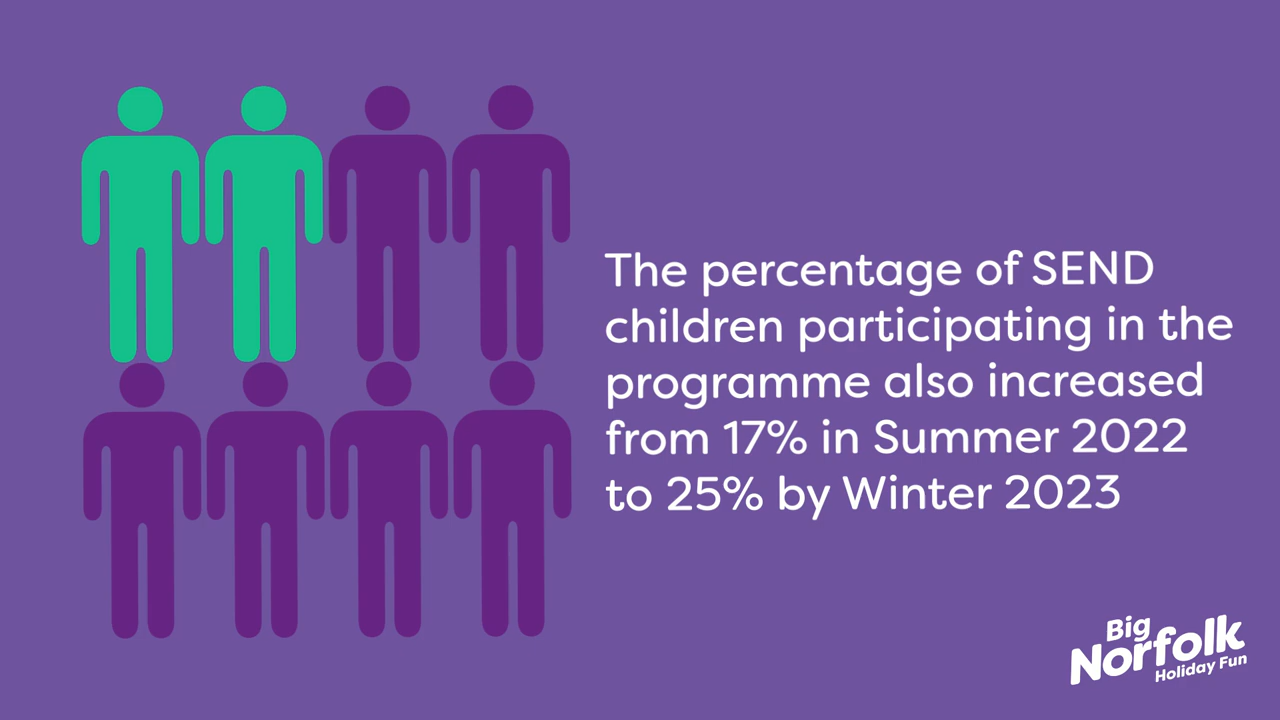 The percentage of SEND
children participating in the
programme also increased
from 17% in Summer 2022
to 25% by Winter 2023
Big
Norfolk
Holiday Fun